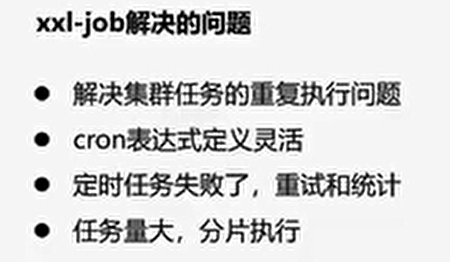 xxl-job解决的问题
● 解决集群任务的重复执行问题
● cron表达式定义灵活
● 定时任务失败了，重试和统计
● 任务量大，分片执行